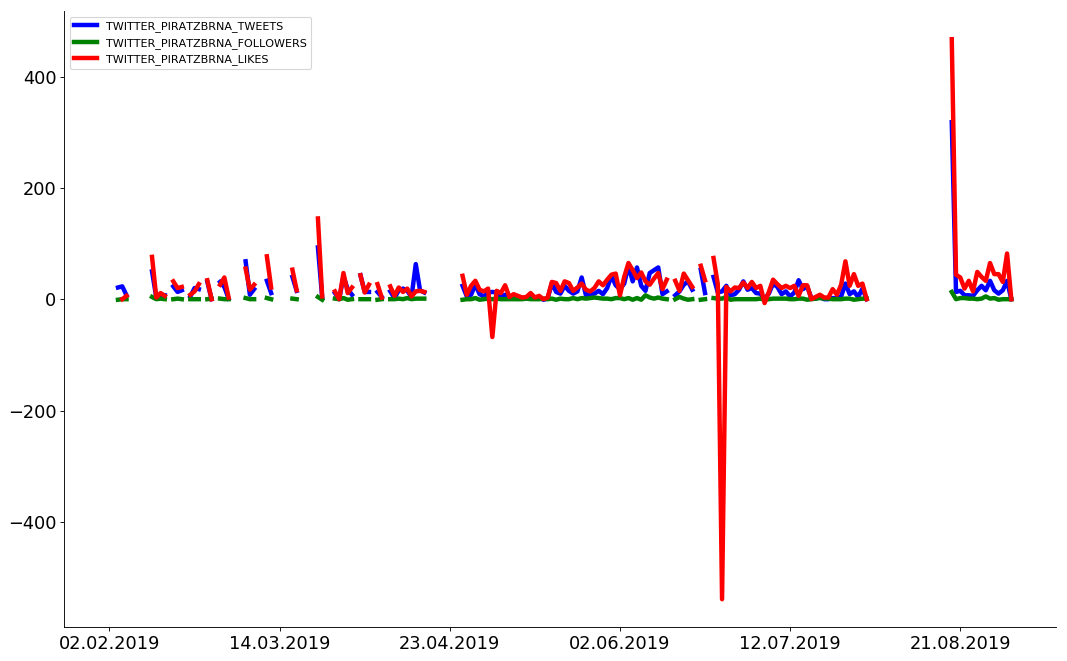 TWITTER_PIRATZBRNA_TWEETS
TWITTER_PIRATZBRNA_FOLLOWERS
TWITTER_PIRATZBRNA_LIKES
400
200
0
−200
−400
02.02.2019 14.03.2019 23.04.2019 02.06.2019 12.07.2019 21.08.2019